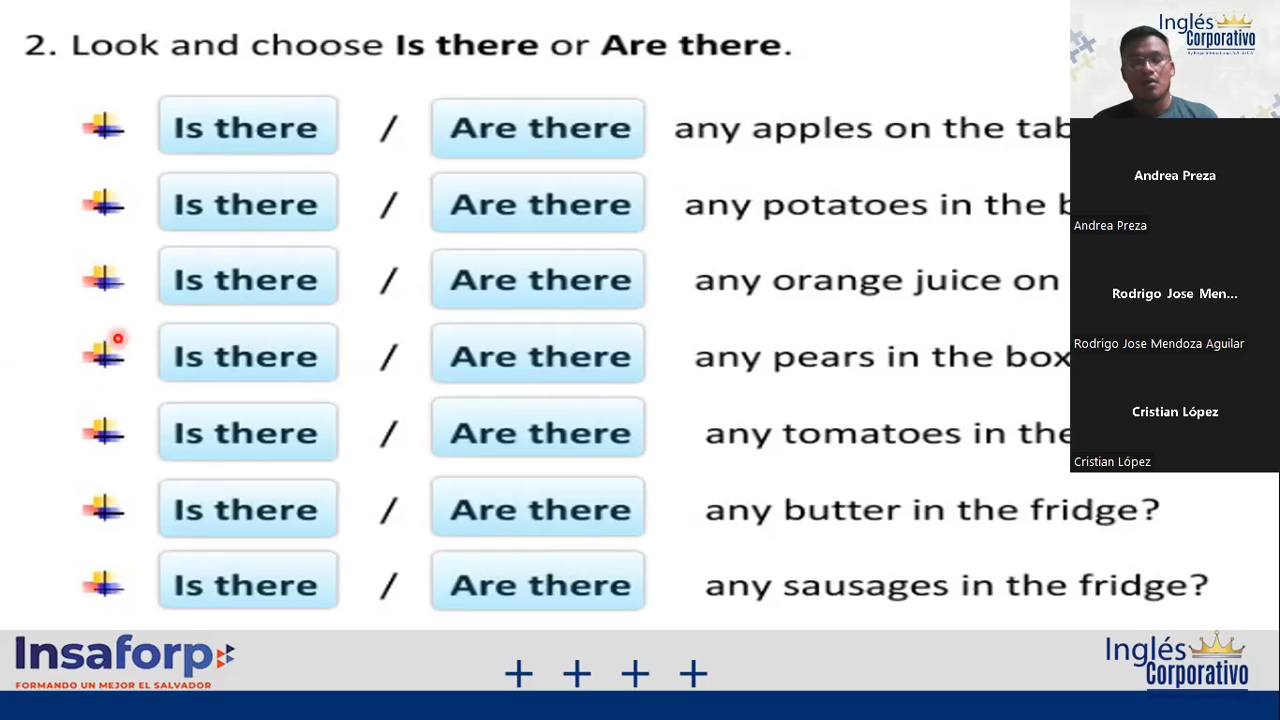 2. Look and choose Is there or Are there.
Is there / Are there any apples on the tab
Is there / Are there any potatoes in the b
Is there / Are there any orange juice on
Is there / Are there any pears in the box
Is there / Are there any tomatoes in the
Is there / Are there any butter in the fridge?
Is there / Are there any sausages in the fridge?
Inglés
Corporativo
Andrea Preza
Andrea Preza
Rodrigo Jose Men...
Rodrigo Jose Mendoza Aguilar
Cristian López
Cristian López
Insaforp
FORMANDO UN MEJOR EL SALVADOR
Inglés
Corporativo